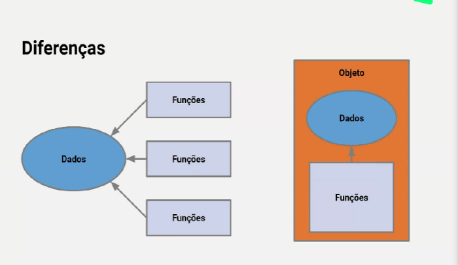 Diferenças
Dados
Funções
Funções
Funções
Objeto
Dados
Funções